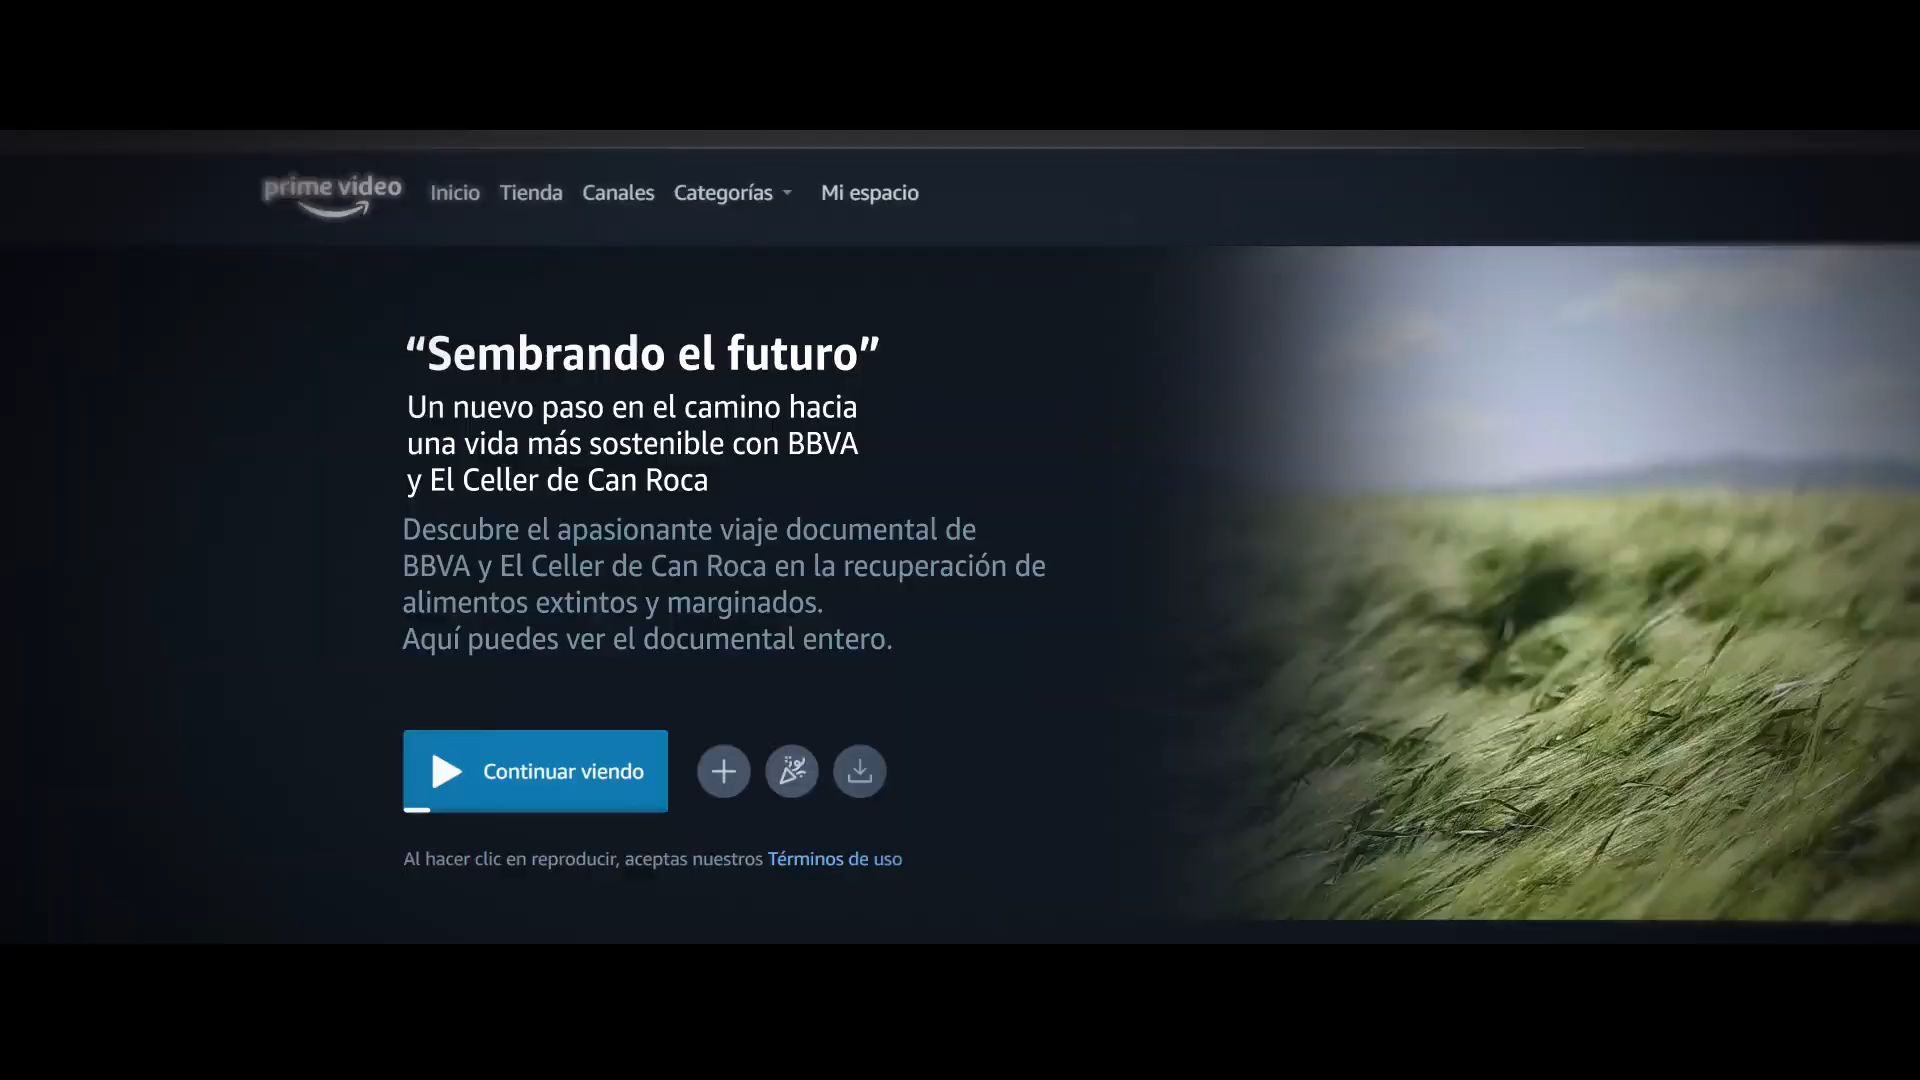 prime video
Inicio Tienda Canales Categorías Mi espacio
“Sembrando el futuro”
Un nuevo paso en el camino hacia
una vida más sostenible con BBVA
y El Celler de Can Roca
Descubre el apasionante viaje documental de
BBVA y El Celler de Can Roca en la recuperación de
alimentos extintos y marginados.
Aquí puedes ver el documental entero.
Continuar viendo
Al hacer clic en reproducir, aceptas nuestros Términos de uso